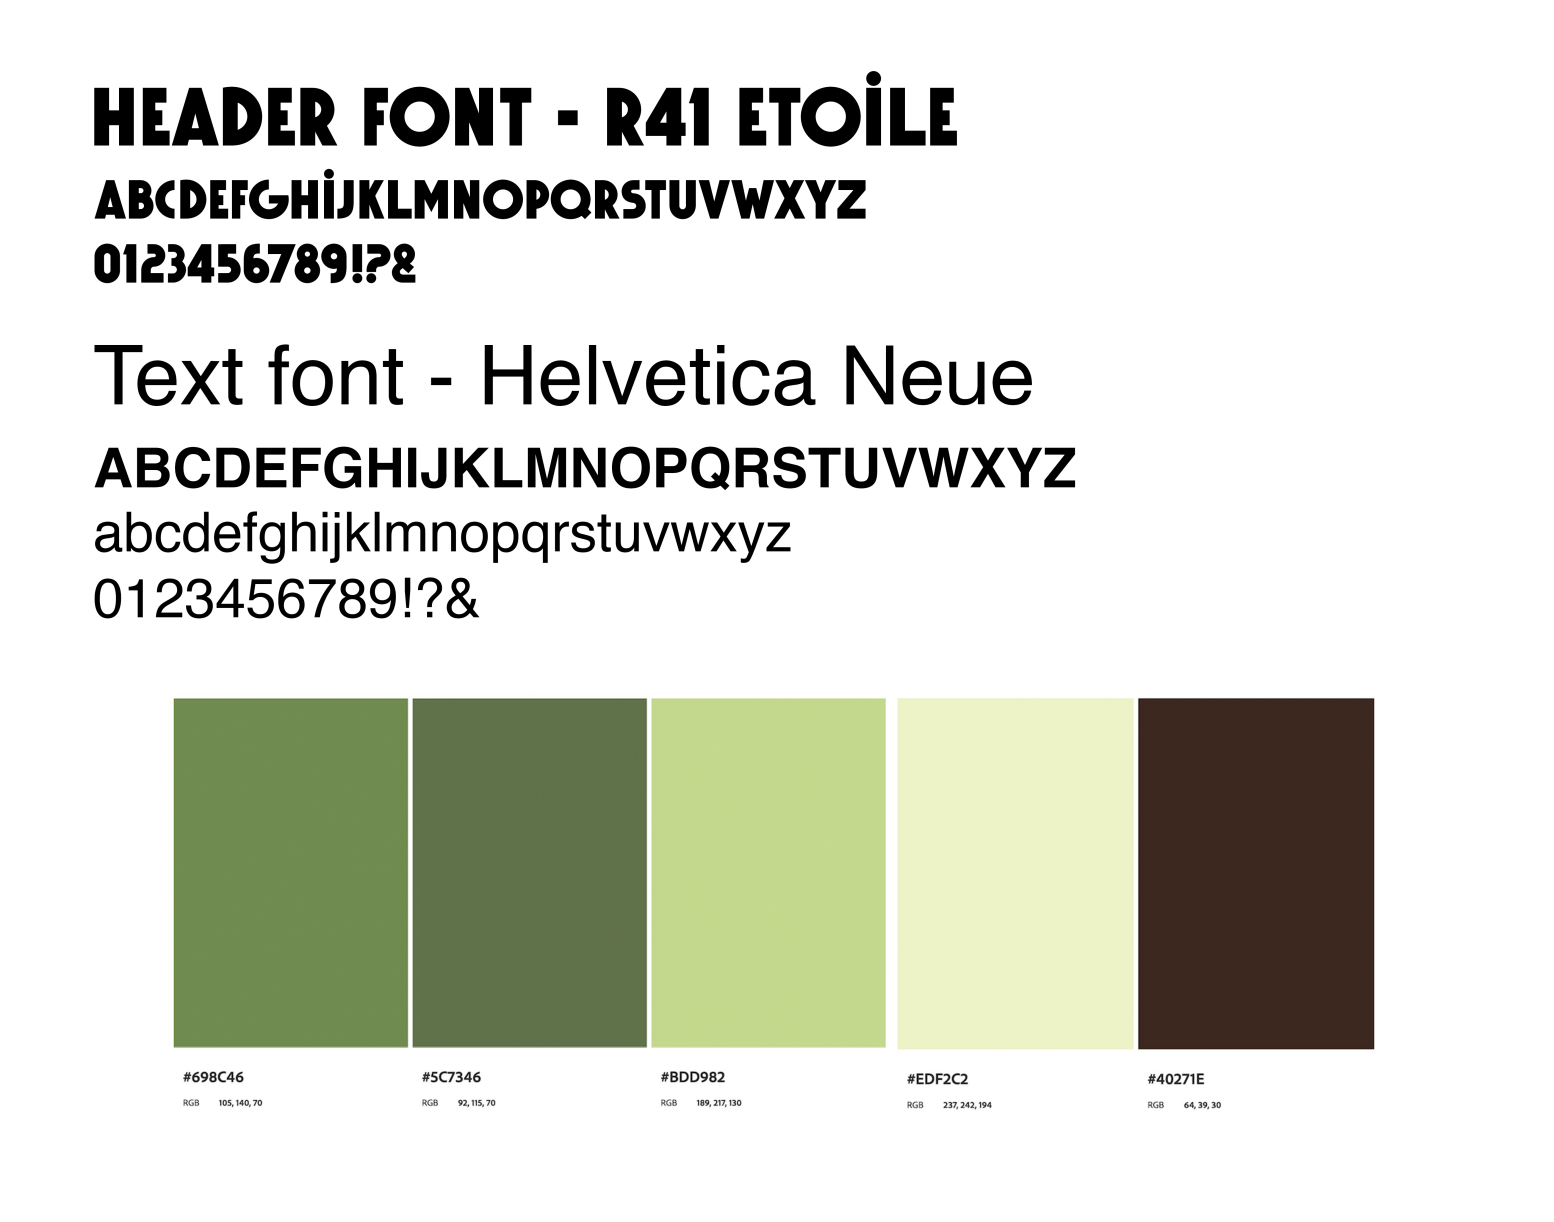 HEADER FONT - R41 ETOİLE
ABCDEFGHİJKLMNOPQRSTUVWXYZ
0123456789!?&
Text font - Helvetica Neue
ABCDEFGHIJKLMNOPQRSTUVWXYZ
abcdefghijklmnopqrstuvwxyz
0123456789!?&
#698C46
RGB 105, 140, 70
#5C7346
RGB 92, 115, 70
#BDD982
RGB 189, 217, 130
#EDF2C2
RGB 237, 242, 194
#40271E
RGB 64, 39, 30